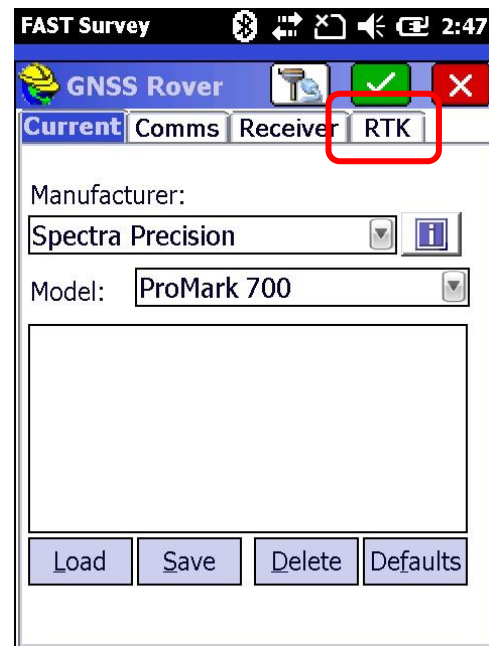 FAST Survey 2:47
GNSS Rover
Current Comms Receiver RTK
Manufacturer:
Spectra Precision
Model: ProMark 700
Load Save Delete Defaults